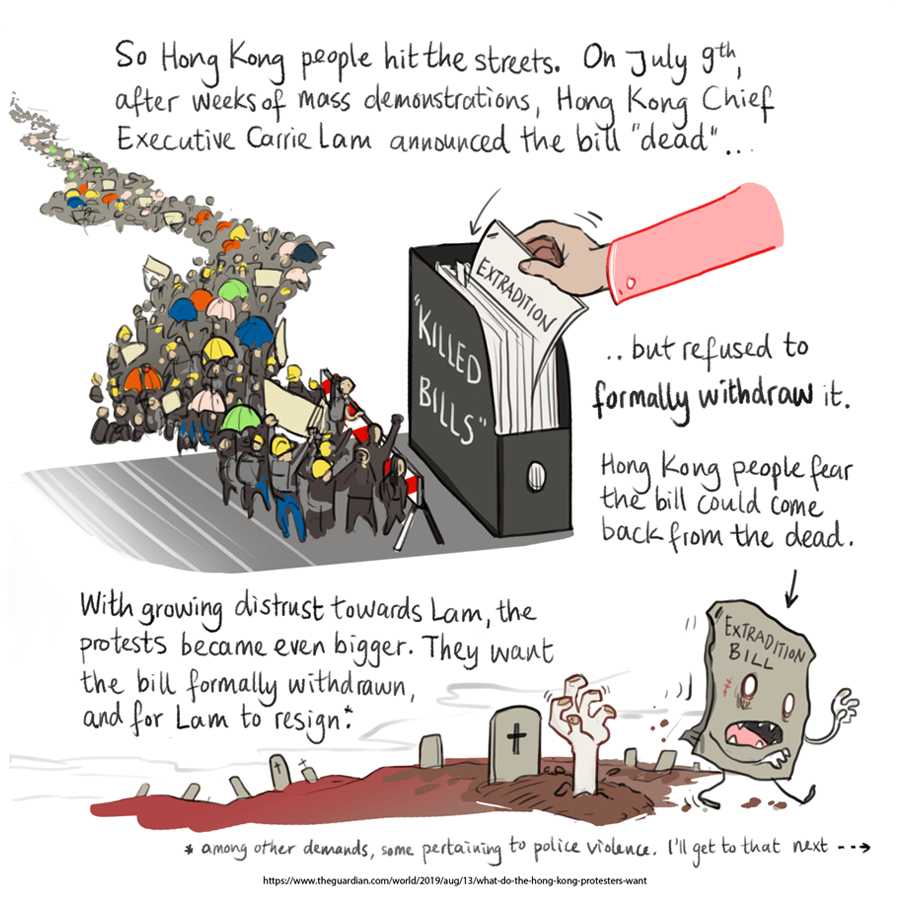 So Hong Kong people hit the streets. On July 9th,
after weeks of mass demonstrations, Hong Kong Chief
Executive Carrie Lam announced the bill "dead"...
EXTRADITION
"KILLED
BILLS"
..but refused to
formally withdraw it.
Hong Kong people fear
the bill could come
back from the dead.
With growing distrust towards Lam, the
protests became even bigger. They want
the bill formally withdrawn,
and for Lam to resign.*
EXTRADITION
BILL
* among other demands, some pertaining to police violence. I'll get to that next -->
https://www.theguardian.com/world/2019/aug/13/what-do-the-hong-kong-protesters-want